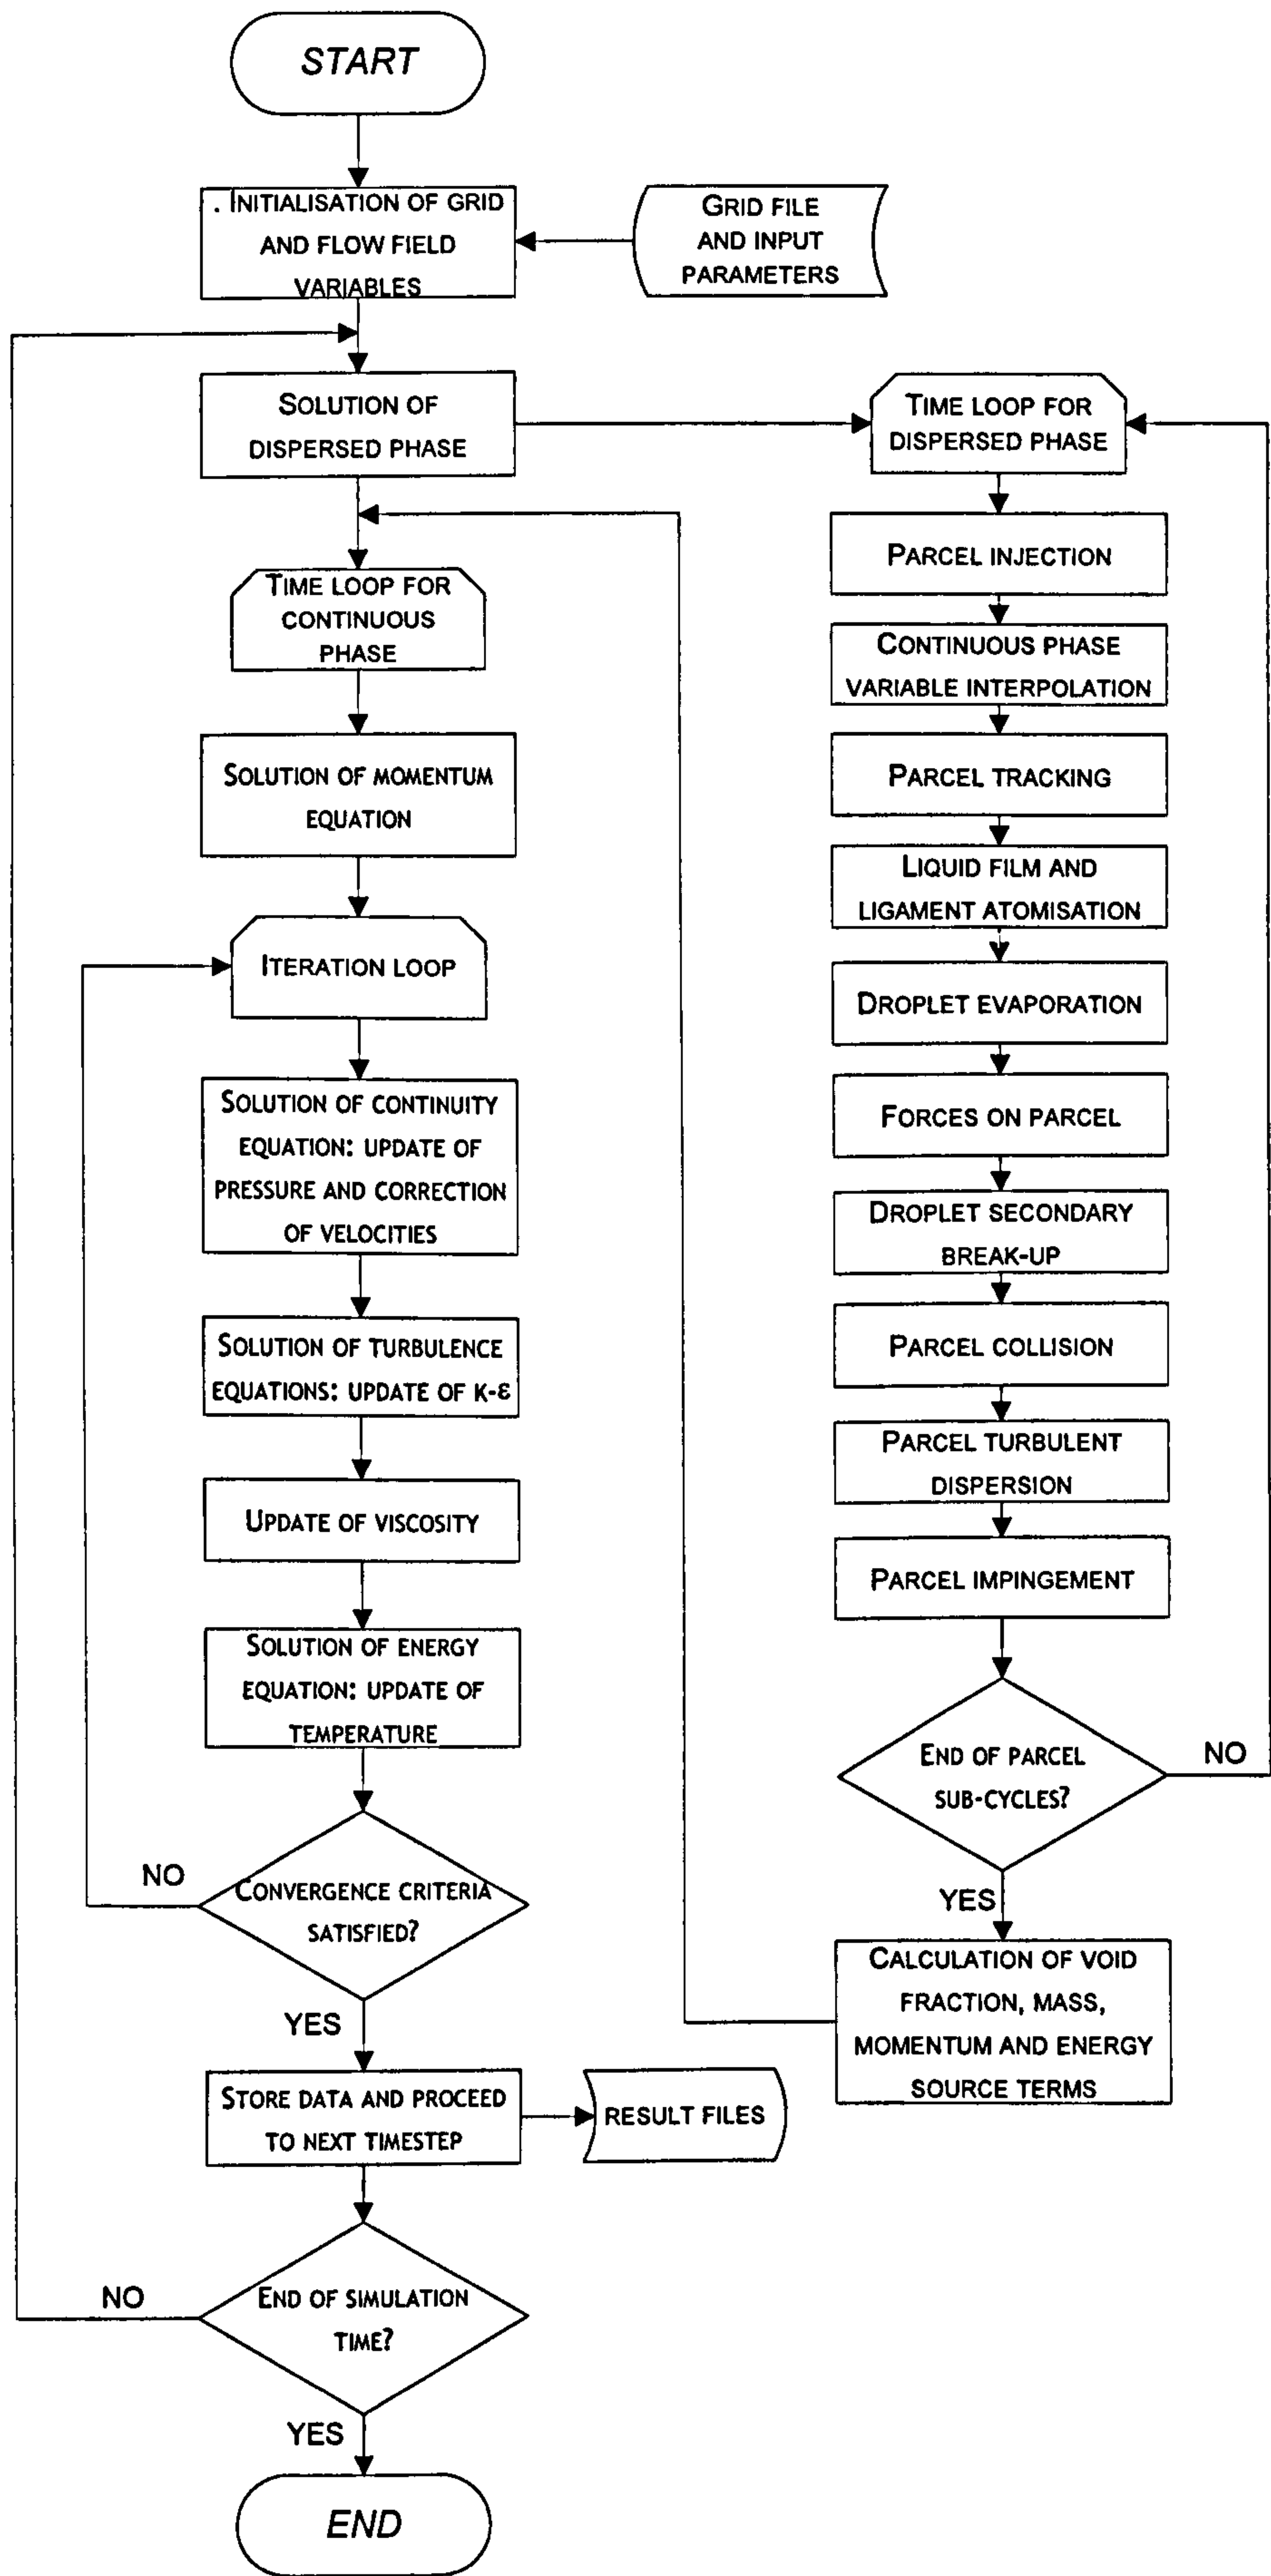 START
. INITIALISATION OF GRID
AND FLOW FIELD
VARIABLES
GRID FILE
AND INPUT
PARAMETERS
SOLUTION OF
DISPERSED PHASE
TIME LOOP FOR
CONTINUOUS
PHASE
SOLUTION OF MOMENTUM
EQUATION
ITERATION LOOP
SOLUTION OF CONTINUITY
EQUATION: UPDATE OF
PRESSURE AND CORRECTION
OF VELOCITIES
SOLUTION OF TURBULENCE
EQUATIONS: UPDATE OF K-ε
UPDATE OF VISCOSITY
SOLUTION OF ENERGY
EQUATION: UPDATE OF
TEMPERATURE
NO
CONVERGENCE CRITERIA
SATISFIED?
YES
STORE DATA AND PROCEED
TO NEXT TIMESTEP
RESULT FILES
NO
END OF SIMULATION
TIME?
YES
END
TIME LOOP FOR
DISPERSED PHASE
PARCEL INJECTION
CONTINUOUS PHASE
VARIABLE INTERPOLATION
PARCEL TRACKING
LIQUID FILM AND
LIGAMENT ATOMISATION
DROPLET EVAPORATION
FORCES ON PARCEL
DROPLET SECONDARY
BREAK-UP
PARCEL COLLISION
PARCEL TURBULENT
DISPERSION
PARCEL IMPINGEMENT
END OF PARCEL
SUB-CYCLES?
NO
YES
CALCULATION OF VOID
FRACTION, MASS,
MOMENTUM AND ENERGY
SOURCE TERMS